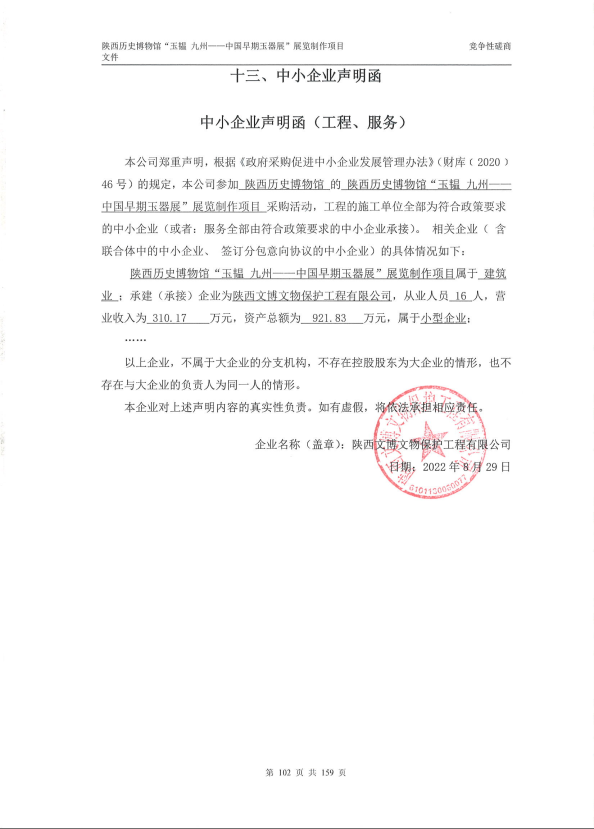 陕西历史博物馆“玉韫 九州——中国早期玉器展”展览制作项目 竞争性磋商
文件
十三、中小企业声明函
中小企业声明函（工程、服务）
本公司郑重声明，根据《政府采购促进中小企业发展管理办法》（财库﹝2020﹞
46 号）的规定，本公司参加 陕西历史博物馆 的 陕西历史博物馆“玉韫 九州——
中国早期玉器展”展览制作项目 采购活动，工程的施工单位全部为符合政策要求
的中小企业（或者：服务全部由符合政策要求的中小企业承接）。 相关企业（ 含
联合体中的中小企业、 签订分包意向协议的中小企业）的具体情况如下：
陕西历史博物馆“玉韫 九州——中国早期玉器展”展览制作项目属于 建筑
业 ；承建（承接）企业为陕西文博文物保护工程有限公司，从业人员 16 人，营
业收入为 310.17 万元，资产总额为 921.83 万元，属于小型企业；
……
以上企业，不属于大企业的分支机构，不存在控股股东为大企业的情形，也不
存在与大企业的负责人为同一人的情形。
本企业对上述声明内容的真实性负责。如有虚假，将依法承担相应责任。
企业名称（盖章）：陕西文博文物保护工程有限公司
日期：2022 年 8 月 29 日
陕西文博文物保护工程有限公司
第 102 页 共 159 页